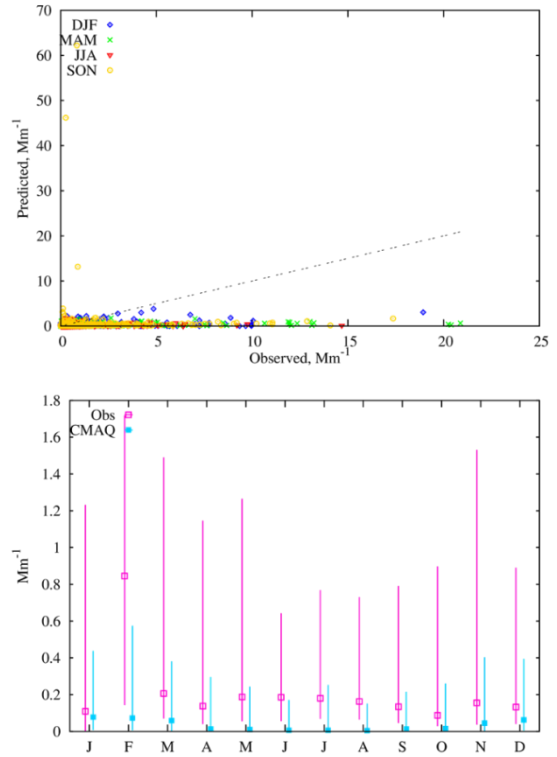 70
60
50
40
30
20
10
0
Predicted, Mm-1
DJF
MAM
JJA
SON
0 5 10 15 20 25
Observed, Mm-1
1.8
1.6
1.4
1.2
1
0.8
0.6
0.4
0.2
0
Mm-1
Obs
CMAQ
J F M A M J J A S O N D